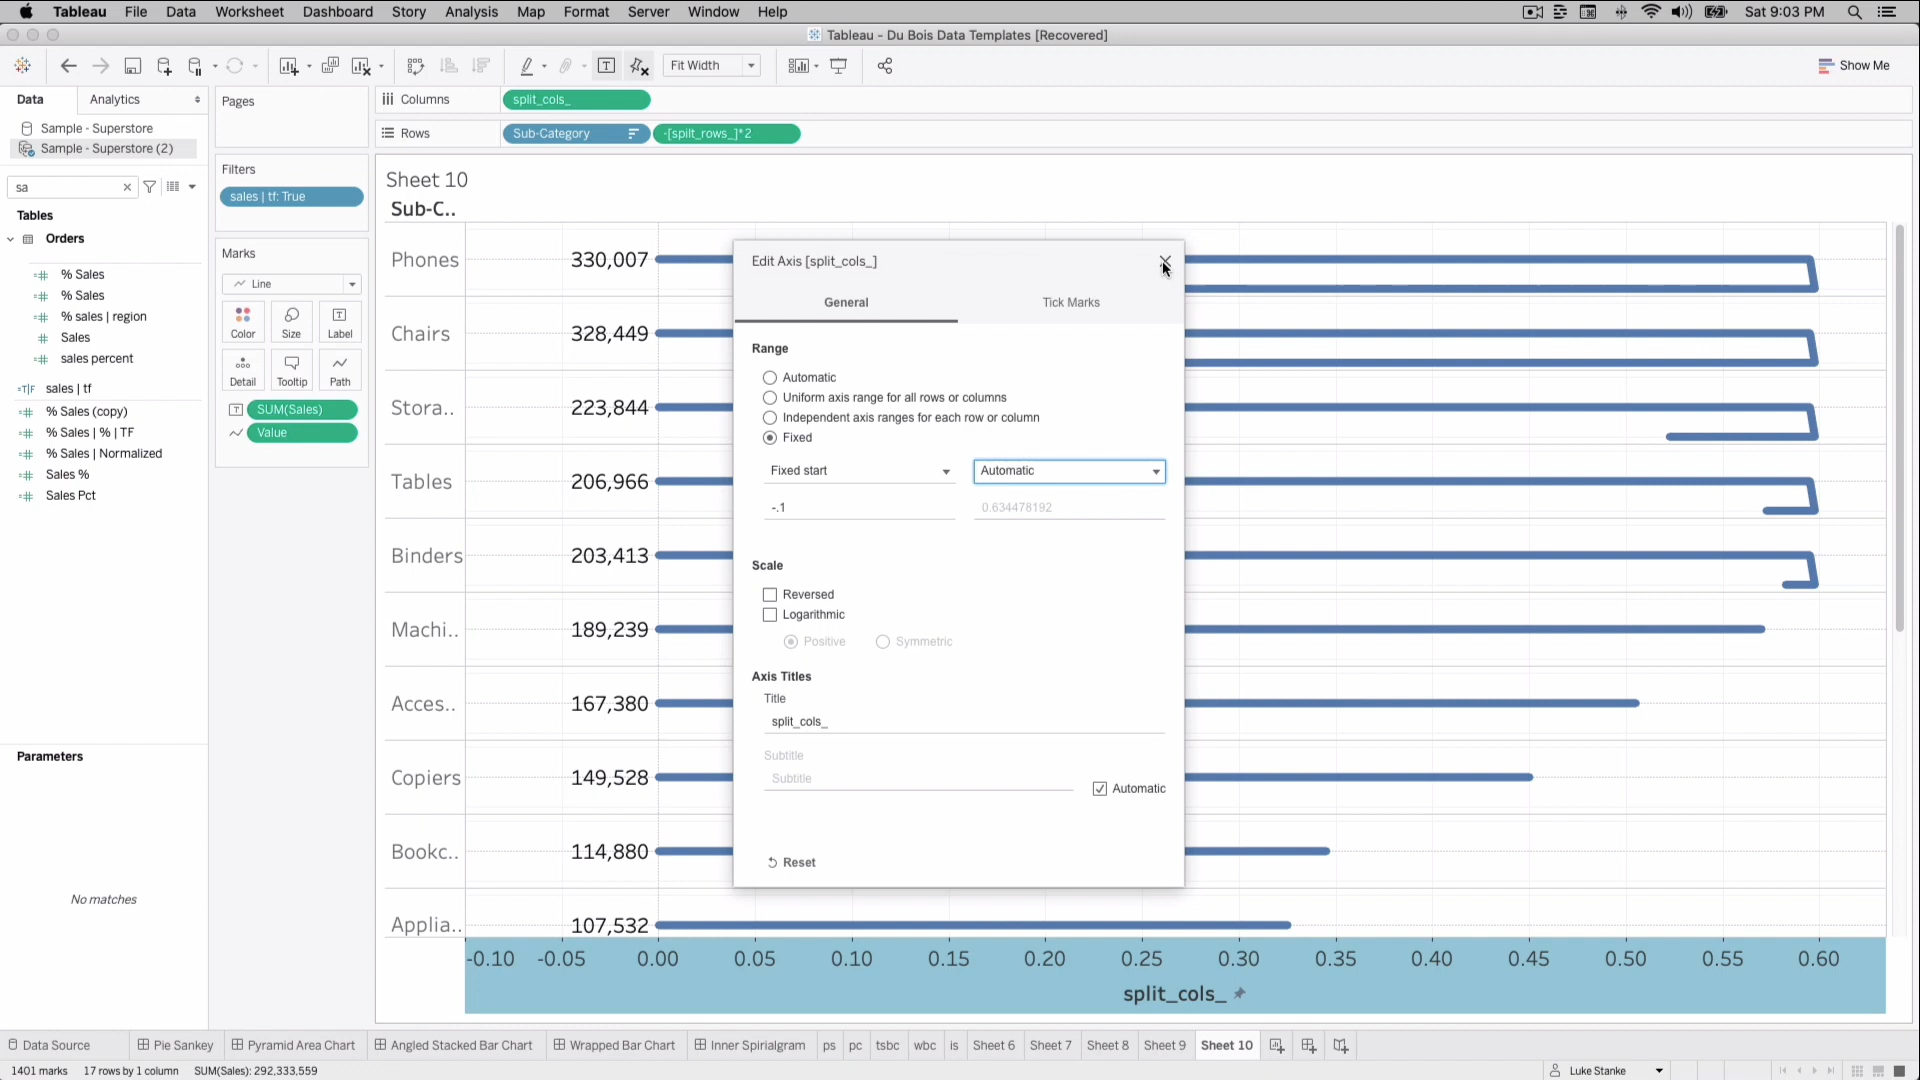 Tableau File Data Worksheet Dashboard Story Analysis Map Format Server Window Help Sat 9:03 PM
Tableau - Du Bois Data Templates [Recovered]
Fit Width Show Me
Data Analytics
Sample - Superstore
Sample - Superstore (2)
sa
Tables
Orders
% Sales
% Sales
% sales | region
Sales
sales percent
sales | tf
% Sales (copy)
% Sales | % | TF
% Sales | Normalized
Sales %
Sales Pct
Parameters
No matches
Pages
Filters
sales | tf: True
Marks
Line
Color Size Label
Detail Tooltip Path
SUM(Sales)
Value
Columns split_cols_
Rows Sub-Category -[spilt_rows_]*2
Sheet 10
Sub-C..
Phones 330,007
Chairs 328,449
Stora.. 223,844
Tables 206,966
Binders 203,413
Machi.. 189,239
Acces.. 167,380
Copiers 149,528
Bookc.. 114,880
Applia.. 107,532
-0.10 -0.05 0.00 0.05 0.10 0.15 0.20 0.25 0.30 0.35 0.40 0.45 0.50 0.55 0.60
split_cols_
Edit Axis [split_cols_]
General Tick Marks
Range
Automatic
Uniform axis range for all rows or columns
Independent axis ranges for each row or column
Fixed
Fixed start Automatic
-.1 0.634478192
Scale
Reversed
Logarithmic
Positive Symmetric
Axis Titles
Title
split_cols_
Subtitle
Subtitle
Automatic
Reset
Data Source Pie Sankey Pyramid Area Chart Angled Stacked Bar Chart Wrapped Bar Chart Inner Spirialgram ps pc tsbc wbc is Sheet 6 Sheet 7 Sheet 8 Sheet 9 Sheet 10
1401 marks 17 rows by 1 column SUM(Sales): 292,333,559 Luke Stanke